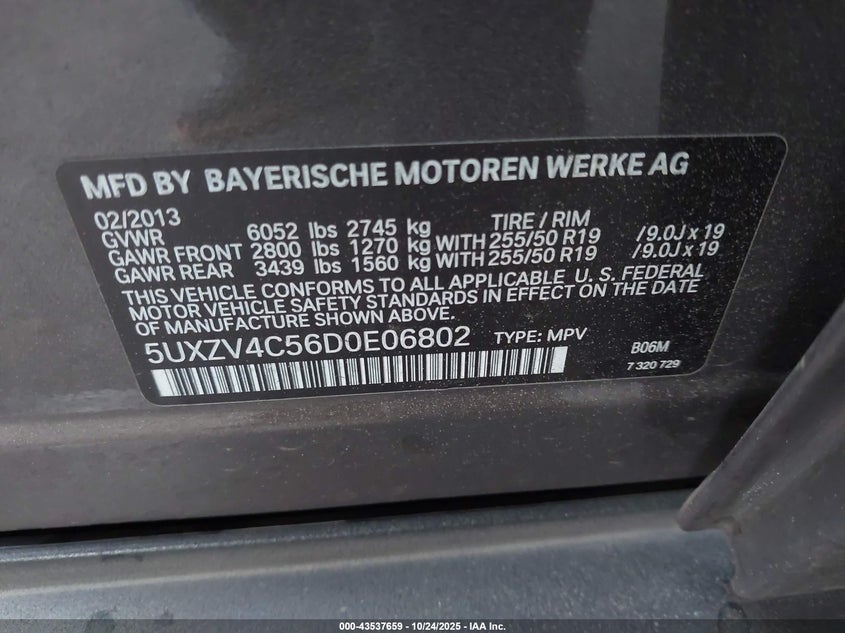 MFD BY BAYERISCHE MOTOREN WERKE AG
02/2013 TIRE / RIM
GVWR 6052 lbs 2745 kg
GAWR FRONT 2800 lbs 1270 kg WITH 255/50 R19 /9.0J x 19
GAWR REAR 3439 lbs 1560 kg WITH 255/50 R19 /9.0J x 19
THIS VEHICLE CONFORMS TO ALL APPLICABLE U. S. FEDERAL
MOTOR VEHICLE SAFETY STANDARDS IN EFFECT ON THE DATE
OF MANUFACTURE SHOWN ABOVE.
5UXZV4C56D0E06802 TYPE: MPV B06M
7 320 729
000-43537659 - 10/24/2025 - IAA Inc.